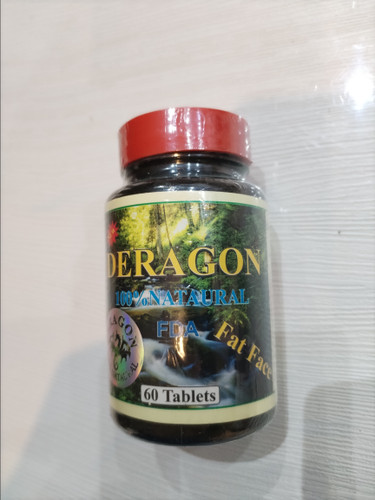 DERAGON
100% NATAURAL
FDA
Fat Face
60 Tablets